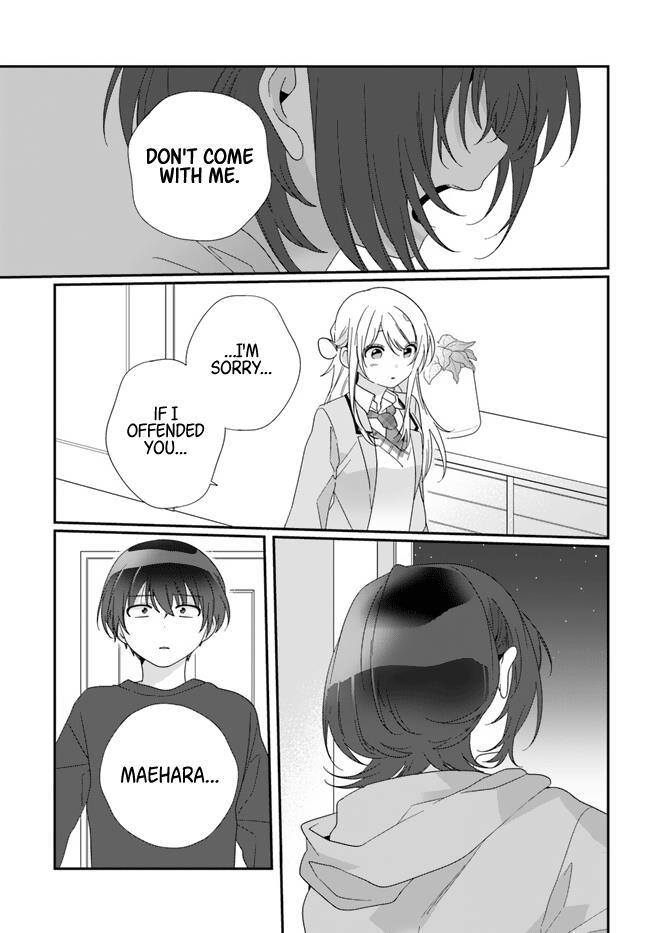 DON'T COME
WITH ME.
...I'M
SORRY...
IF I
OFFENDED
YOU...
MAEHARA...